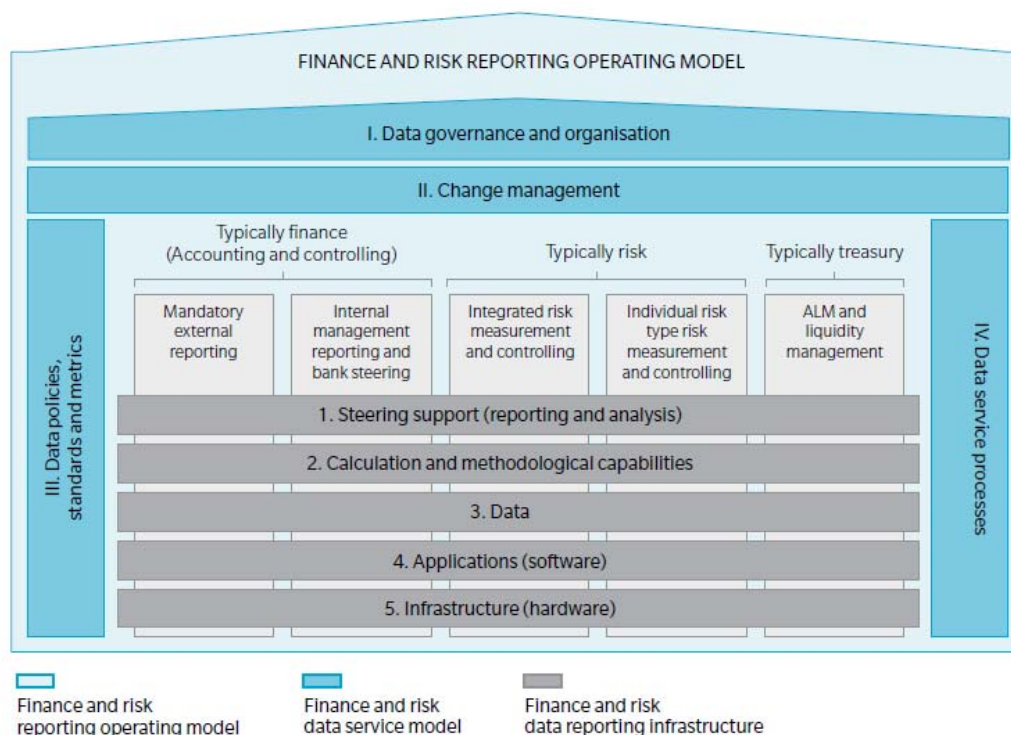 FINANCE AND RISK REPORTING OPERATING MODEL
I. Data governance and organisation
II. Change management
Typically finance
(Accounting and controlling)
Typically risk
Typically treasury
Mandatory
external
reporting
Internal
management
reporting and
bank steering
Integrated risk
measurement
and controlling
Individual risk
type risk
measurement
and controlling
ALM and
liquidity
management
III. Data policies,
standards and metrics
1. Steering support (reporting and analysis)
2. Calculation and methodological capabilities
3. Data
4. Applications (software)
5. Infrastructure (hardware)
IV. Data service processes
Finance and risk
reporting operating model
Finance and risk
data service model
Finance and risk
data reporting infrastructure